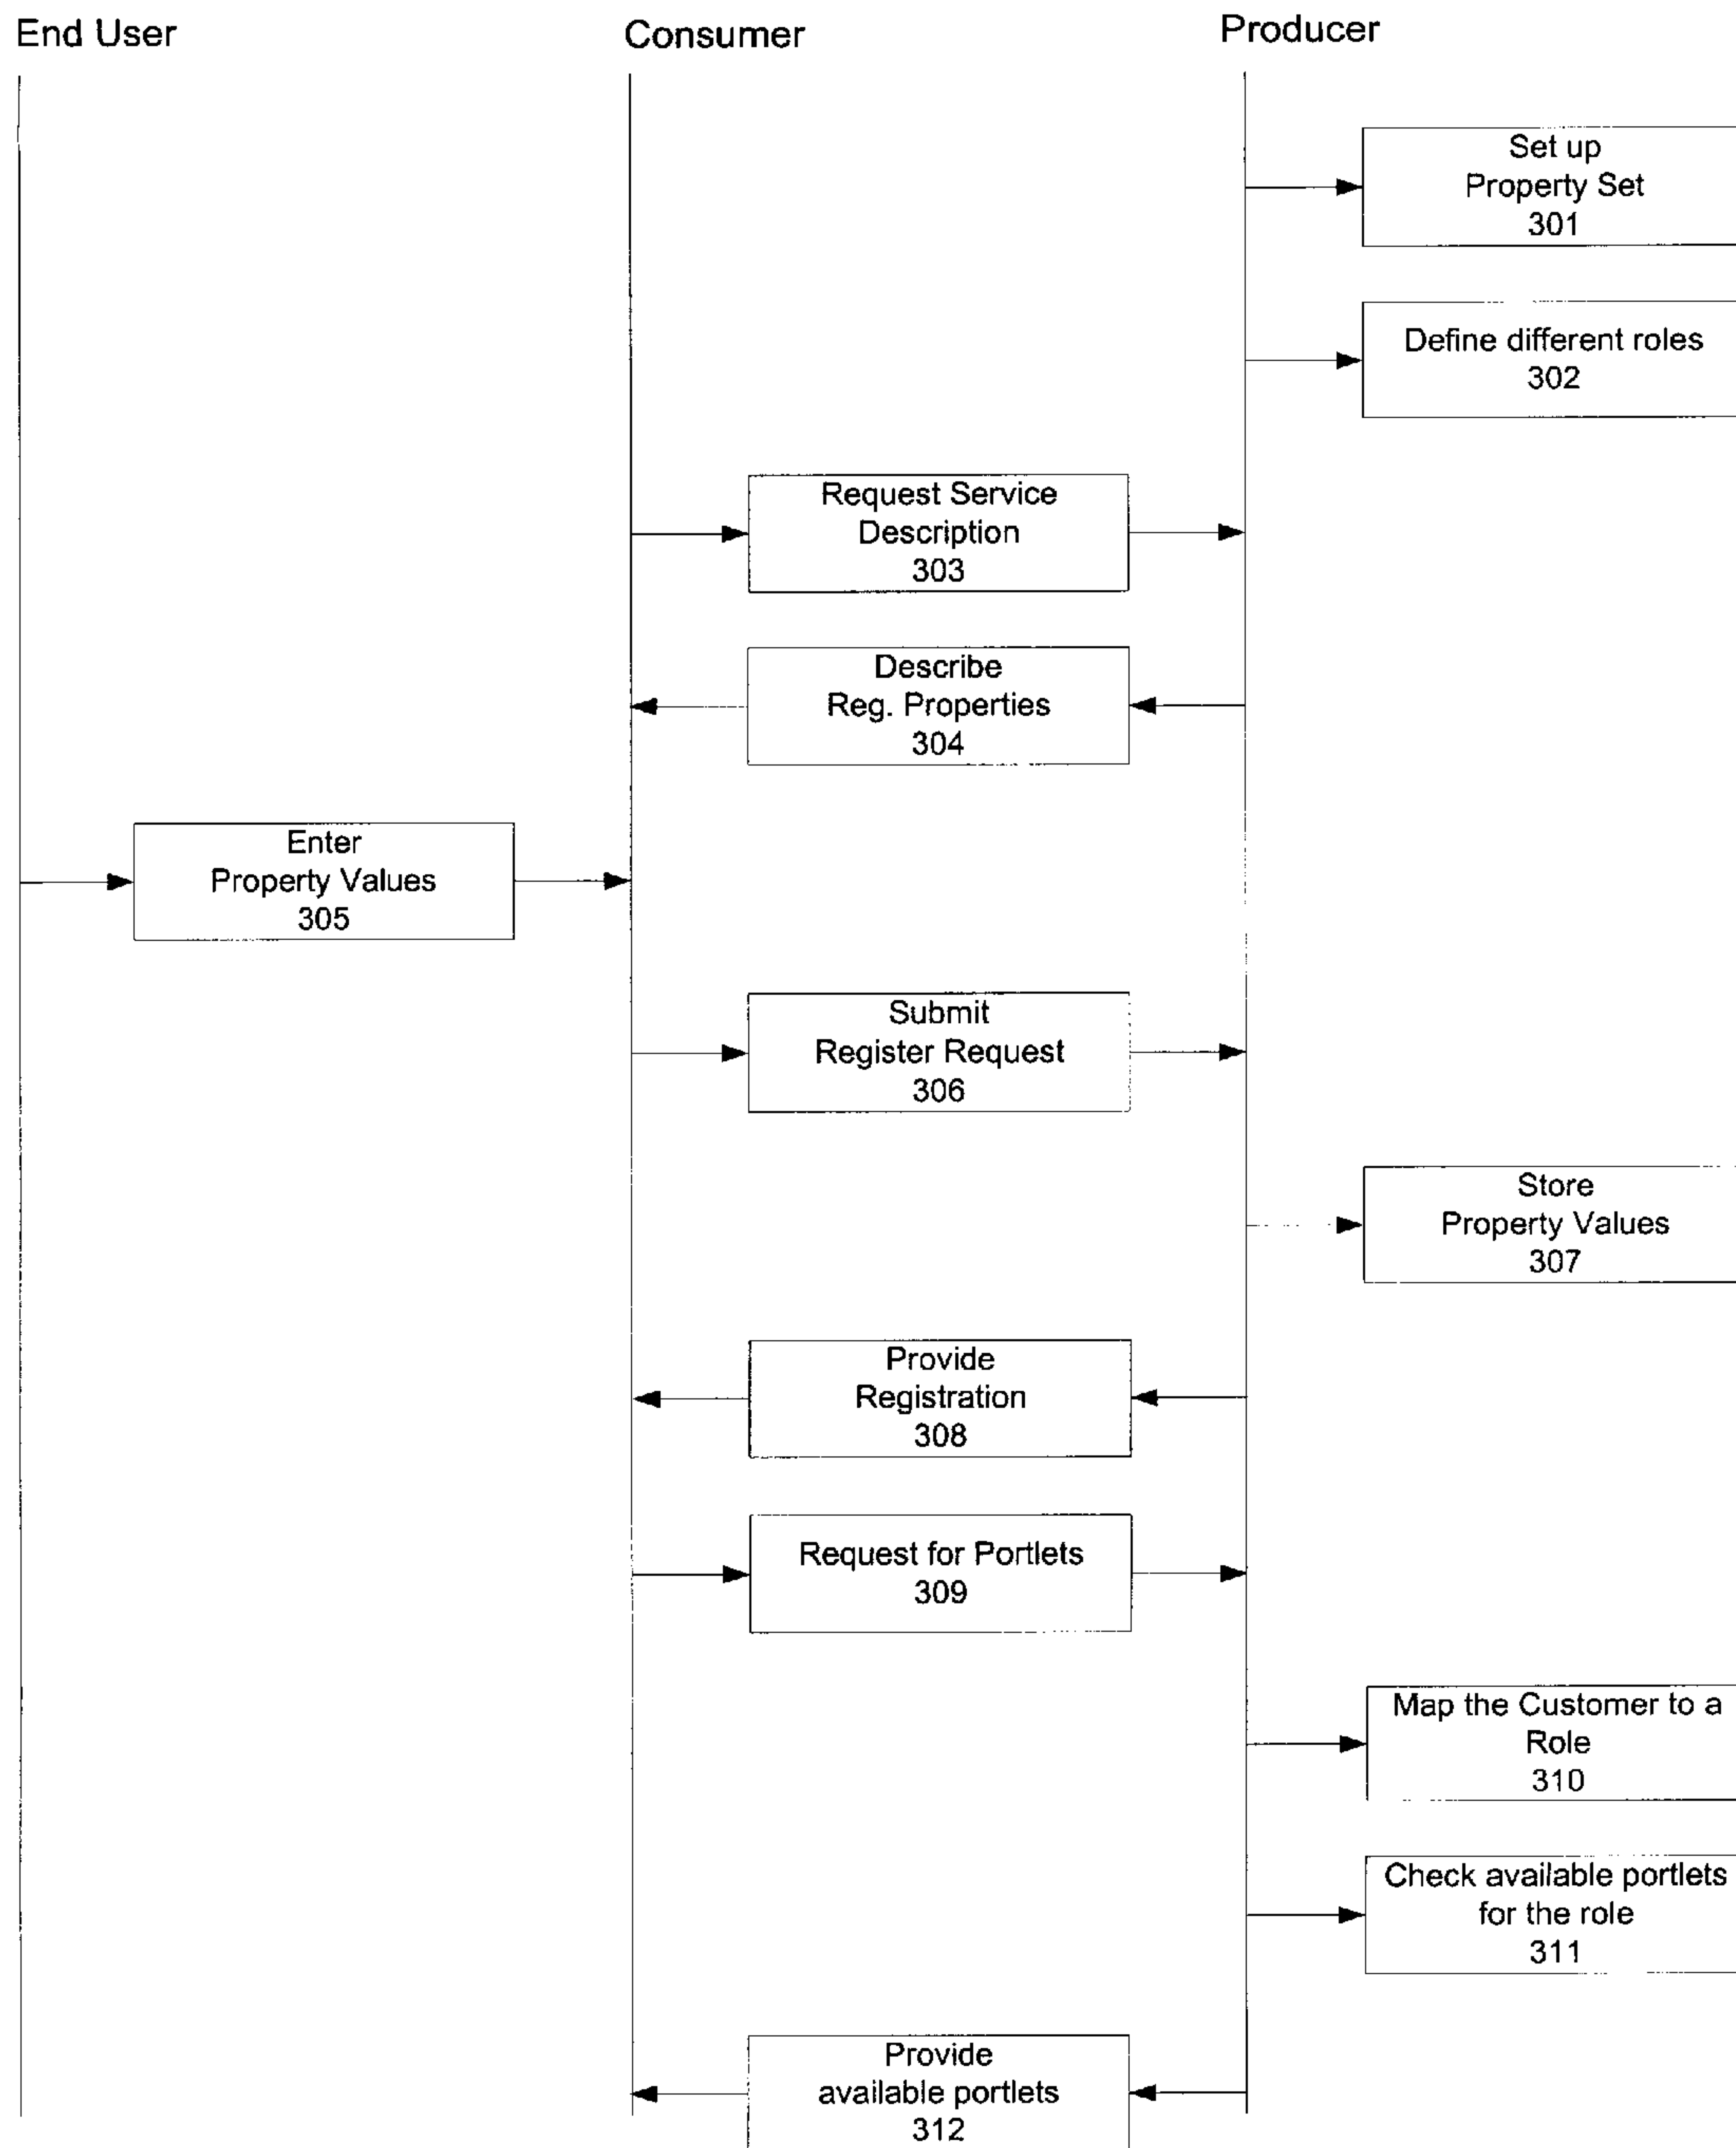 End User
Consumer
Producer
Set up
Property Set
301
Define different roles
302
Request Service
Description
303
Describe
Reg. Properties
304
Enter
Property Values
305
Submit
Register Request
306
Store
Property Values
307
Provide
Registration
308
Request for Portlets
309
Map the Customer to a
Role
310
Check available portlets
for the role
311
Provide
available portlets
312